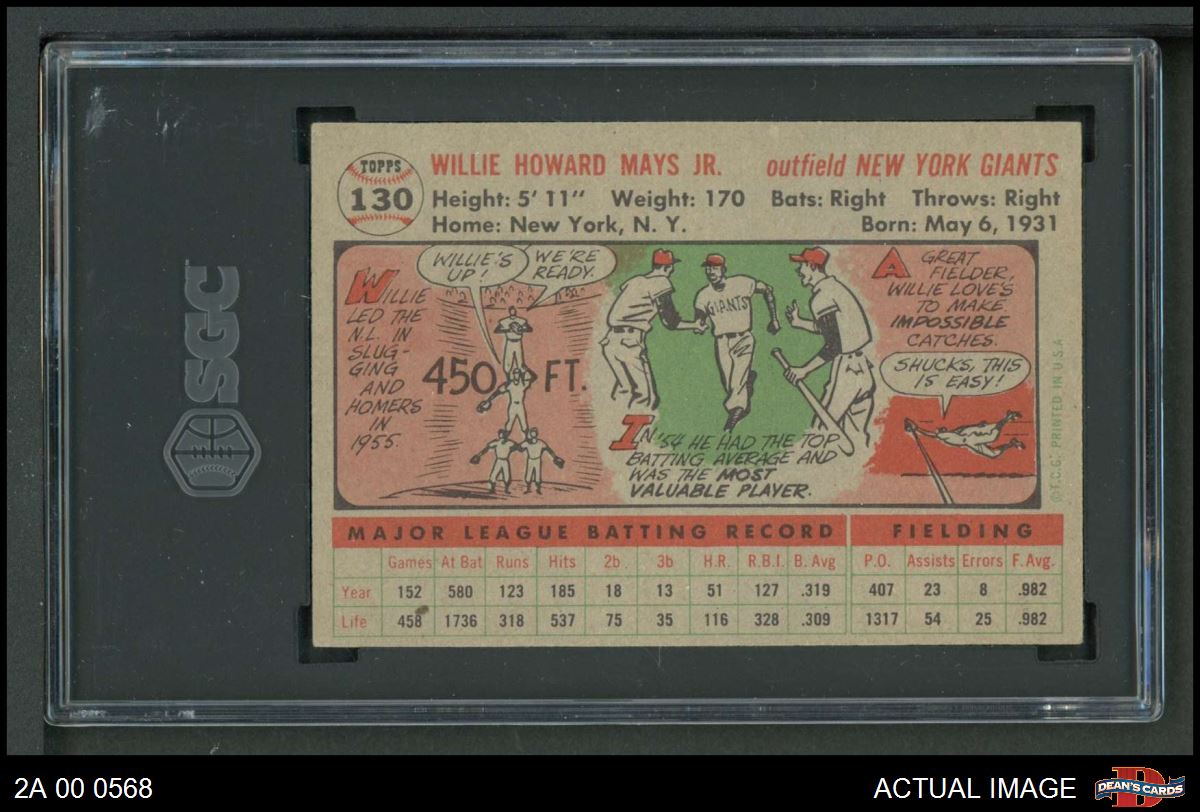 SGC
TOPPS
130
WILLIE HOWARD MAYS JR. outfield NEW YORK GIANTS
Height: 5' 11" Weight: 170 Bats: Right Throws: Right
Home: New York, N. Y. Born: May 6, 1931
WILLIE
LED THE
N.L. IN
SLUG-
GING
AND
HOMERS
IN
1955
WILLIE'S
UP!
WE'RE
READY.
450 FT.
GIANTS
IN '54 HE HAD THE TOP
BATTING AVERAGE AND
WAS THE MOST
VALUABLE PLAYER.
A GREAT
FIELDER,
WILLIE LOVE'S
TO MAKE
IMPOSSIBLE
CATCHES.
SHUCKS, THIS
IS EASY!
©T.C.G. PRINTED IN U.S.A.
MAJOR LEAGUE BATTING RECORD FIELDING
Games At Bat Runs Hits 2b 3b H.R. R.B.I. B. Avg P.O. Assists Errors F. Avg.
Year 152 580 123 185 18 13 51 127 .319 407 23 8 .982
Life 458 1736 318 537 75 35 116 328 .309 1317 54 25 .982
2A 00 0568 ACTUAL IMAGE
D
DEAN'S CARDS